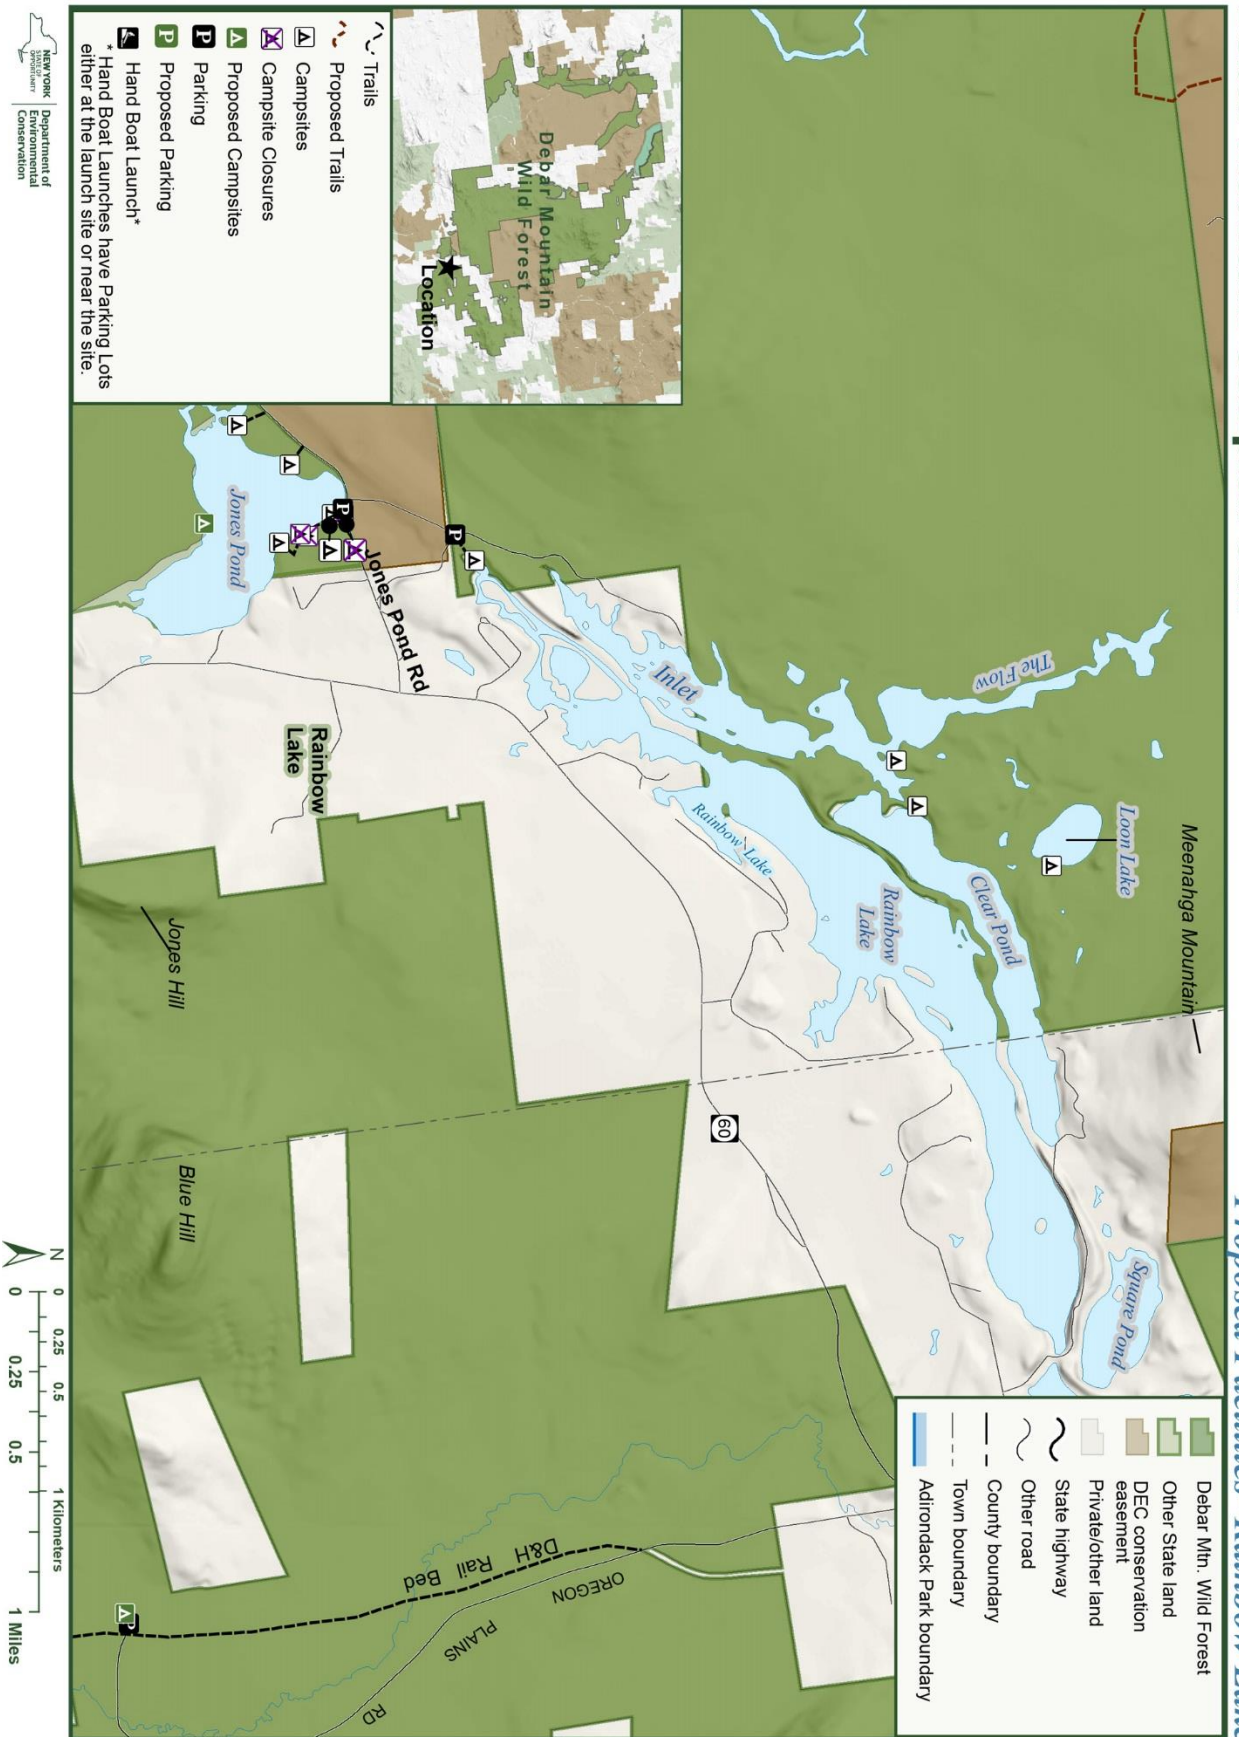 Proposed Facilities Rainbow Lake
Trails
Proposed Trails
Campsites
Campsite Closures
Proposed Campsites
Parking
Proposed Parking
Hand Boat Launch*
* Hand Boat Launches have Parking Lots
either at the launch site or near the site.
NEW YORK
STATE OF
OPPORTUNITY
Department of
Environmental
Conservation
Debar Mountain
Wild Forest
Location
Meenahga Mountain
Loon Lake
The Flow
Clear Pond
Square Pond
Inlet
Rainbow Lake
Rainbow
Lake
Jones Pond Rd
Jones Pond
Rainbow
Lake
60
Jones Hill
Blue Hill
D&H Rail Bed
OREGON
PLAINS
RD
P
P
P
Debar Mtn. Wild Forest
Other State land
DEC conservation
easement
Private/other land
State highway
Other road
County boundary
Town boundary
Adirondack Park boundary
N
0 0.25 0.5 1 Kilometers
0 0.25 0.5 1 Miles